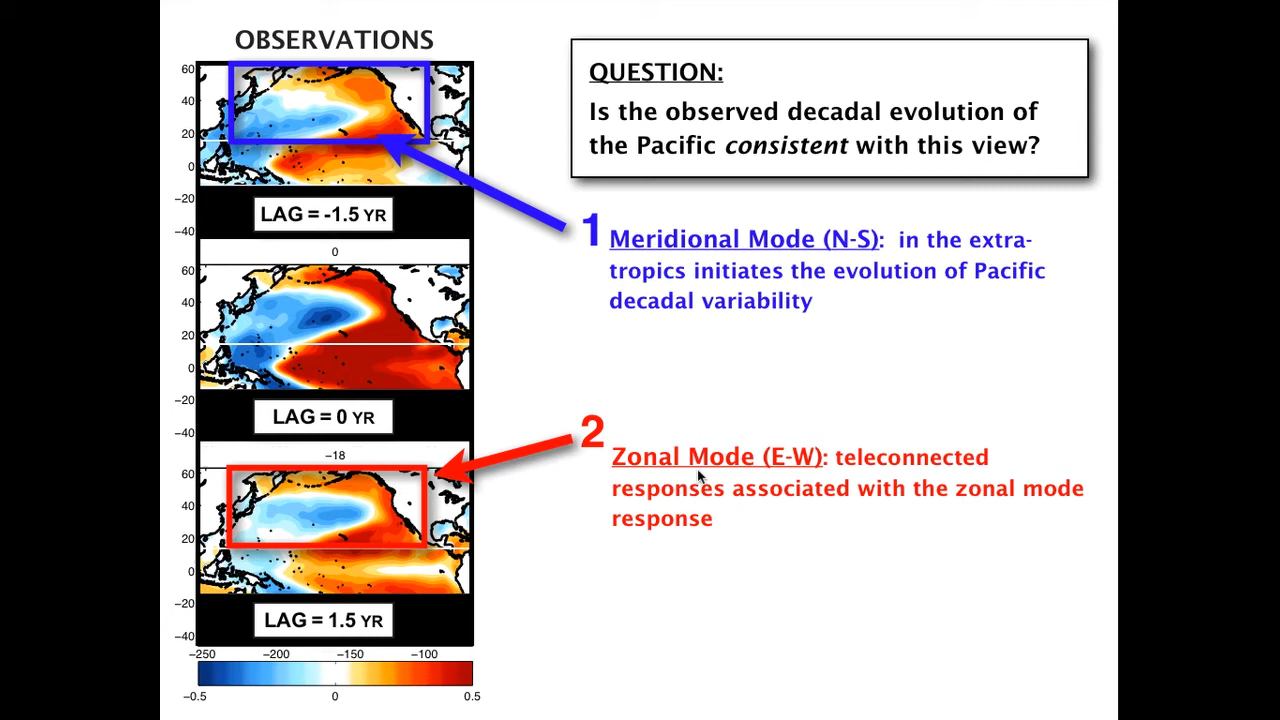 OBSERVATIONS
60
40
20
0
−20
−40
LAG = -1.5 YR
0
60
40
20
0
−20
−40
LAG = 0 YR
−18
60
40
20
0
−20
−40
LAG = 1.5 YR
−250 −200 −150 −100
−0.5 0 0.5
QUESTION:
Is the observed decadal evolution of
the Pacific consistent with this view?
1
Meridional Mode (N-S): in the extra-
tropics initiates the evolution of Pacific
decadal variability
2
Zonal Mode (E-W): teleconnected
responses associated with the zonal mode
response